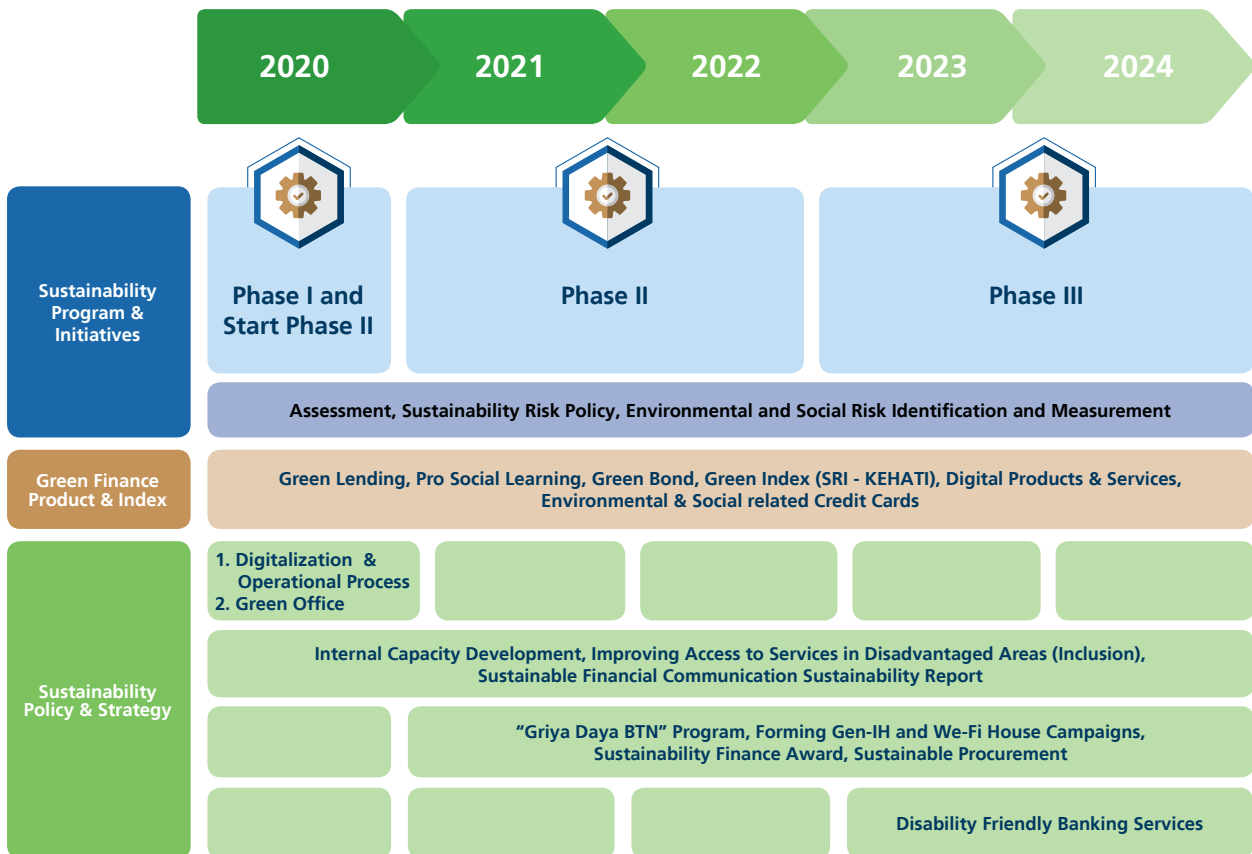 2020
2021
2022
2023
2024
Sustainability
Program &
Initiatives
Phase I and
Start Phase II
Phase II
Phase III
Assessment, Sustainability Risk Policy, Environmental and Social Risk Identification and Measurement
Green Finance
Product & Index
Green Lending, Pro Social Learning, Green Bond, Green Index (SRI - KEHATI), Digital Products & Services,
Environmental & Social related Credit Cards
Sustainability
Policy & Strategy
1. Digitalization &
Operational Process
2. Green Office
Internal Capacity Development, Improving Access to Services in Disadvantaged Areas (Inclusion),
Sustainable Financial Communication Sustainability Report
“Griya Daya BTN” Program, Forming Gen-IH and We-Fi House Campaigns,
Sustainability Finance Award, Sustainable Procurement
Disability Friendly Banking Services